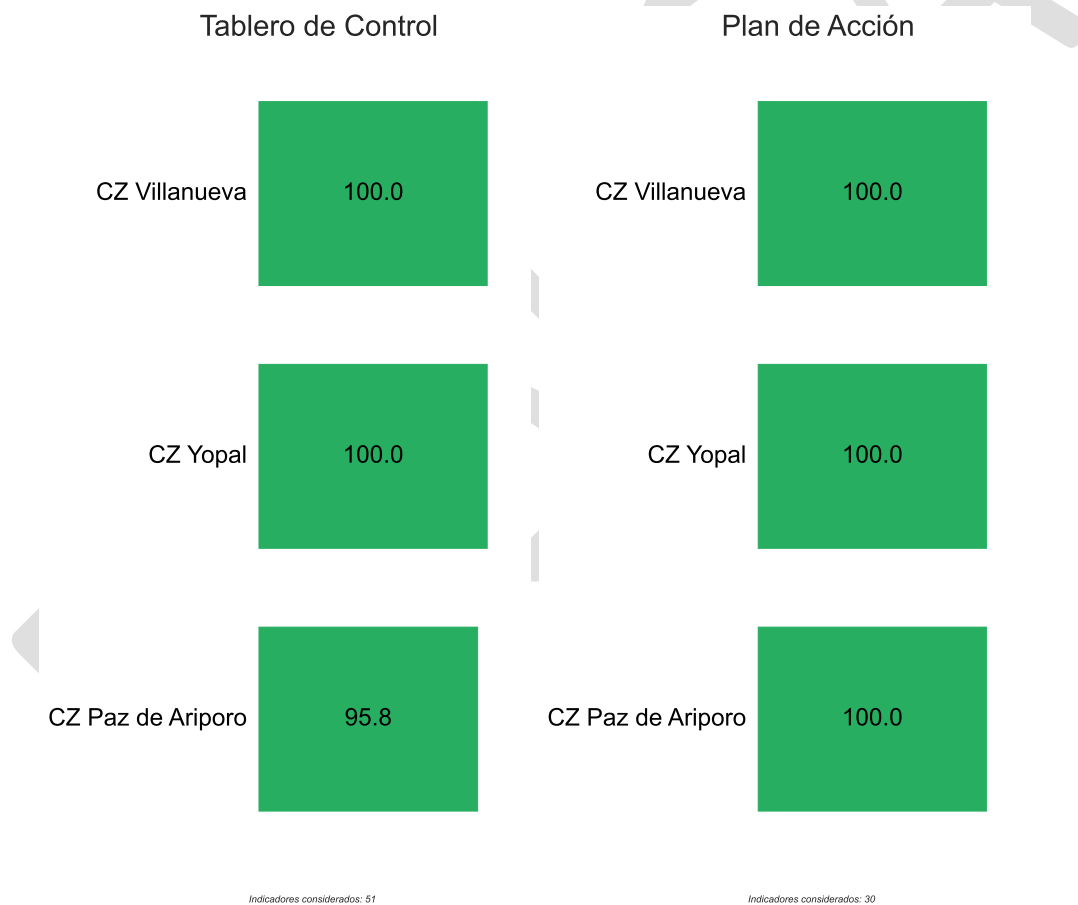 Tablero de Control
CZ Villanueva 100.0
CZ Yopal 100.0
CZ Paz de Ariporo 95.8
Indicadores considerados: 51
Plan de Acción
CZ Villanueva 100.0
CZ Yopal 100.0
CZ Paz de Ariporo 100.0
Indicadores considerados: 30